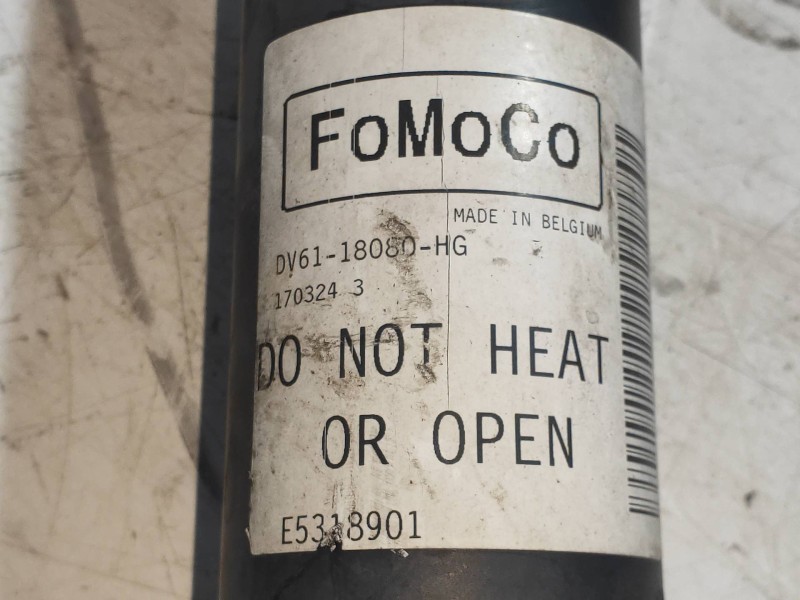 FoMoCo
MADE IN BELGIUM
DV61-18080-HG
170324 3
DO NOT HEAT
OR OPEN
E5318901